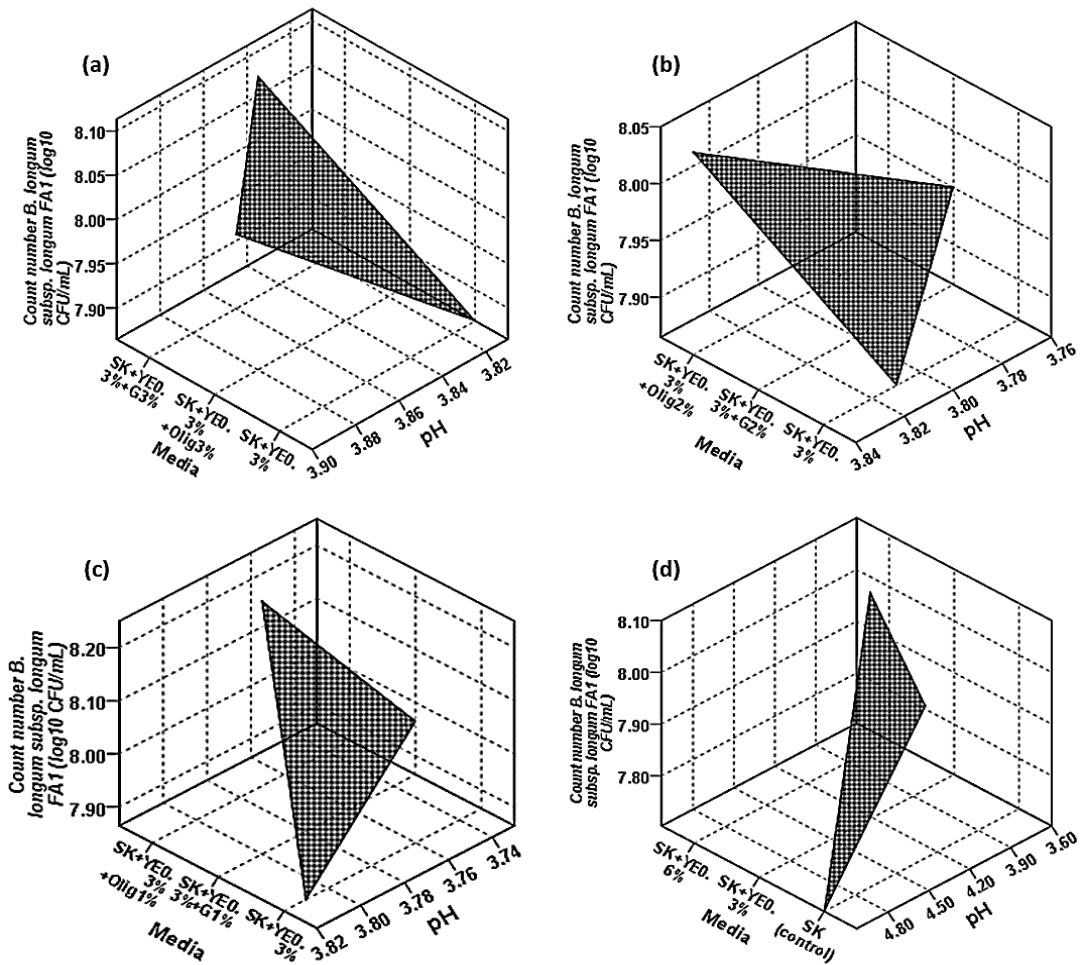 (a)
Count number B. longum
subsp. longum FA1 (log10
CFU/mL)
8.10
8.05
8.00
7.95
7.90
SK+YE0.
3%+G3%
SK+YE0.
3%
+Olig3%
SK+YE0.
3%
Media
3.90
3.88
3.86
3.84
3.82
pH
(b)
Count number B. longum
subsp. longum FA1 (log10
CFU/mL)
8.05
8.00
7.95
7.90
SK+YE0.
3%
+Olig2%
SK+YE0.
3%+G2%
SK+YE0.
3%
Media
3.84
3.82
3.80
3.78
3.76
pH
(c)
Count number B.
longum subsp. longum
FA1 (log10 CFU/mL)
8.20
8.10
8.00
7.90
SK+YE0.
3%
+Olig1%
SK+YE0.
3%+G1%
SK+YE0.
3%
Media
3.82
3.80
3.78
3.76
3.74
pH
(d)
Count number B. longum
subsp. longum FA1 (log10
CFU/mL)
8.10
8.00
7.90
7.80
SK+YE0.
6%
SK+YE0.
3%
SK
(control)
Media
4.80
4.50
4.20
3.90
3.60
pH